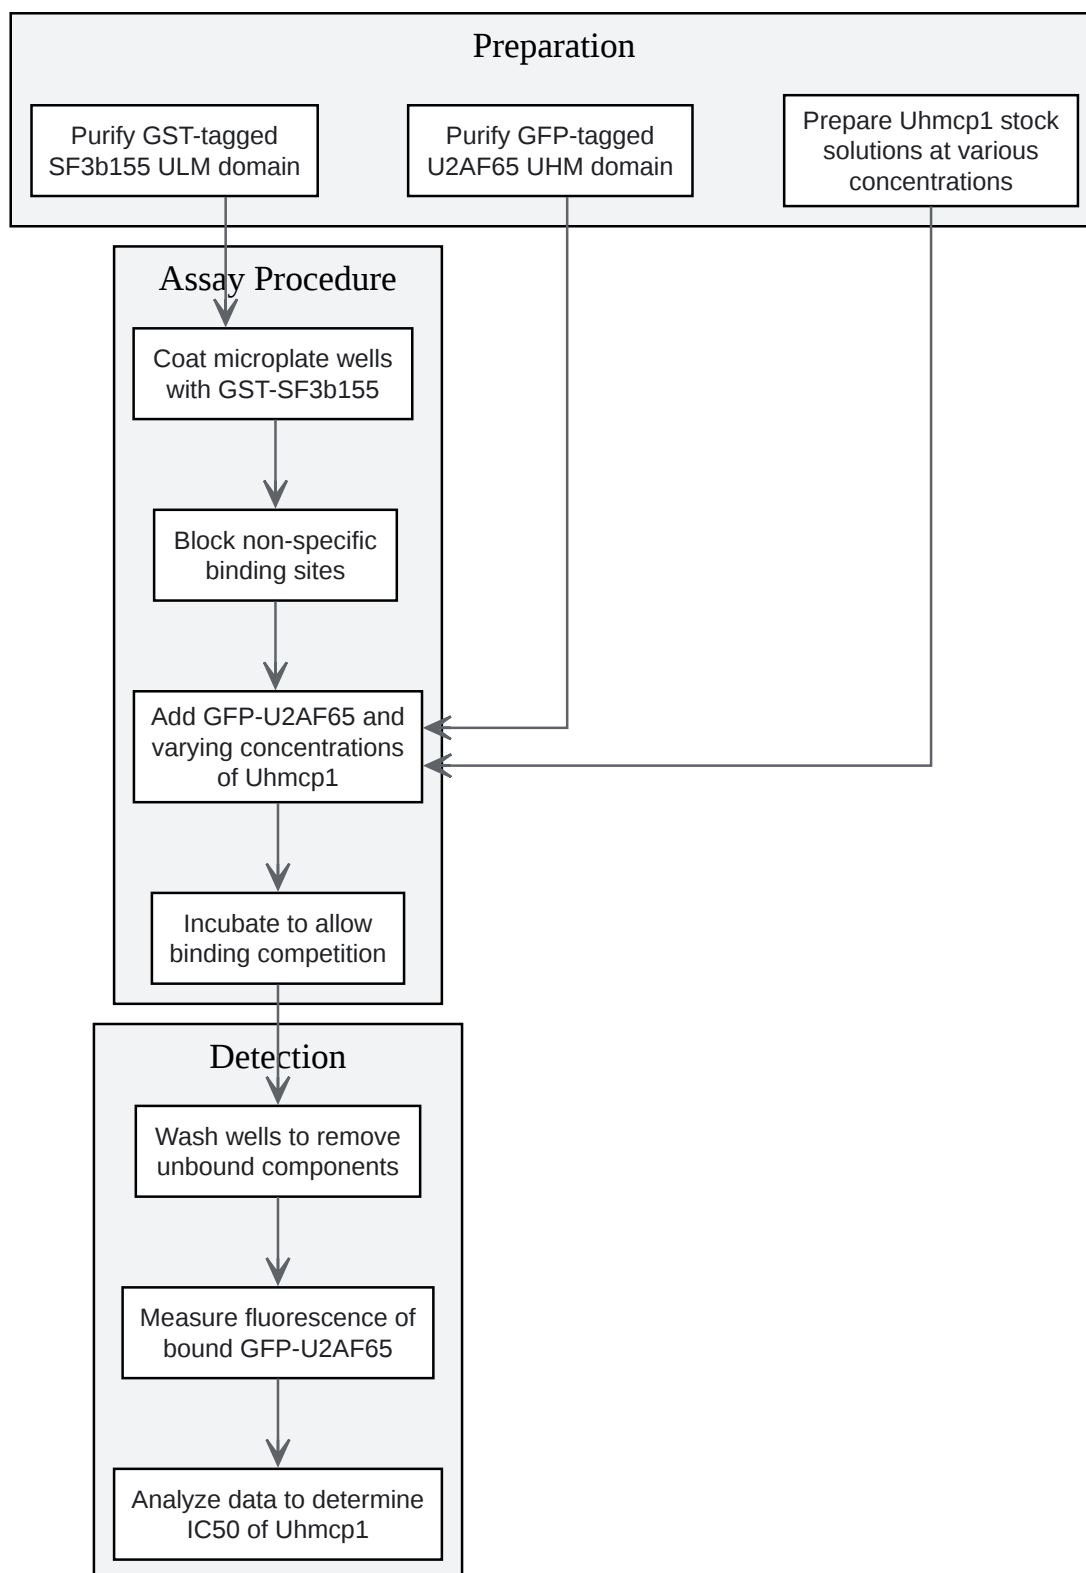 Preparation
Purify GST-tagged
SF3b155 ULM domain
Purify GFP-tagged
U2AF65 UHM domain
Prepare Uhmcp1 stock
solutions at various
concentrations
Assay Procedure
Coat microplate wells
with GST-SF3b155
Block non-specific
binding sites
Add GFP-U2AF65 and
varying concentrations
of Uhmcp1
Incubate to allow
binding competition
Detection
Wash wells to remove
unbound components
Measure fluorescence of
bound GFP-U2AF65
Analyze data to determine
IC50 of Uhmcp1